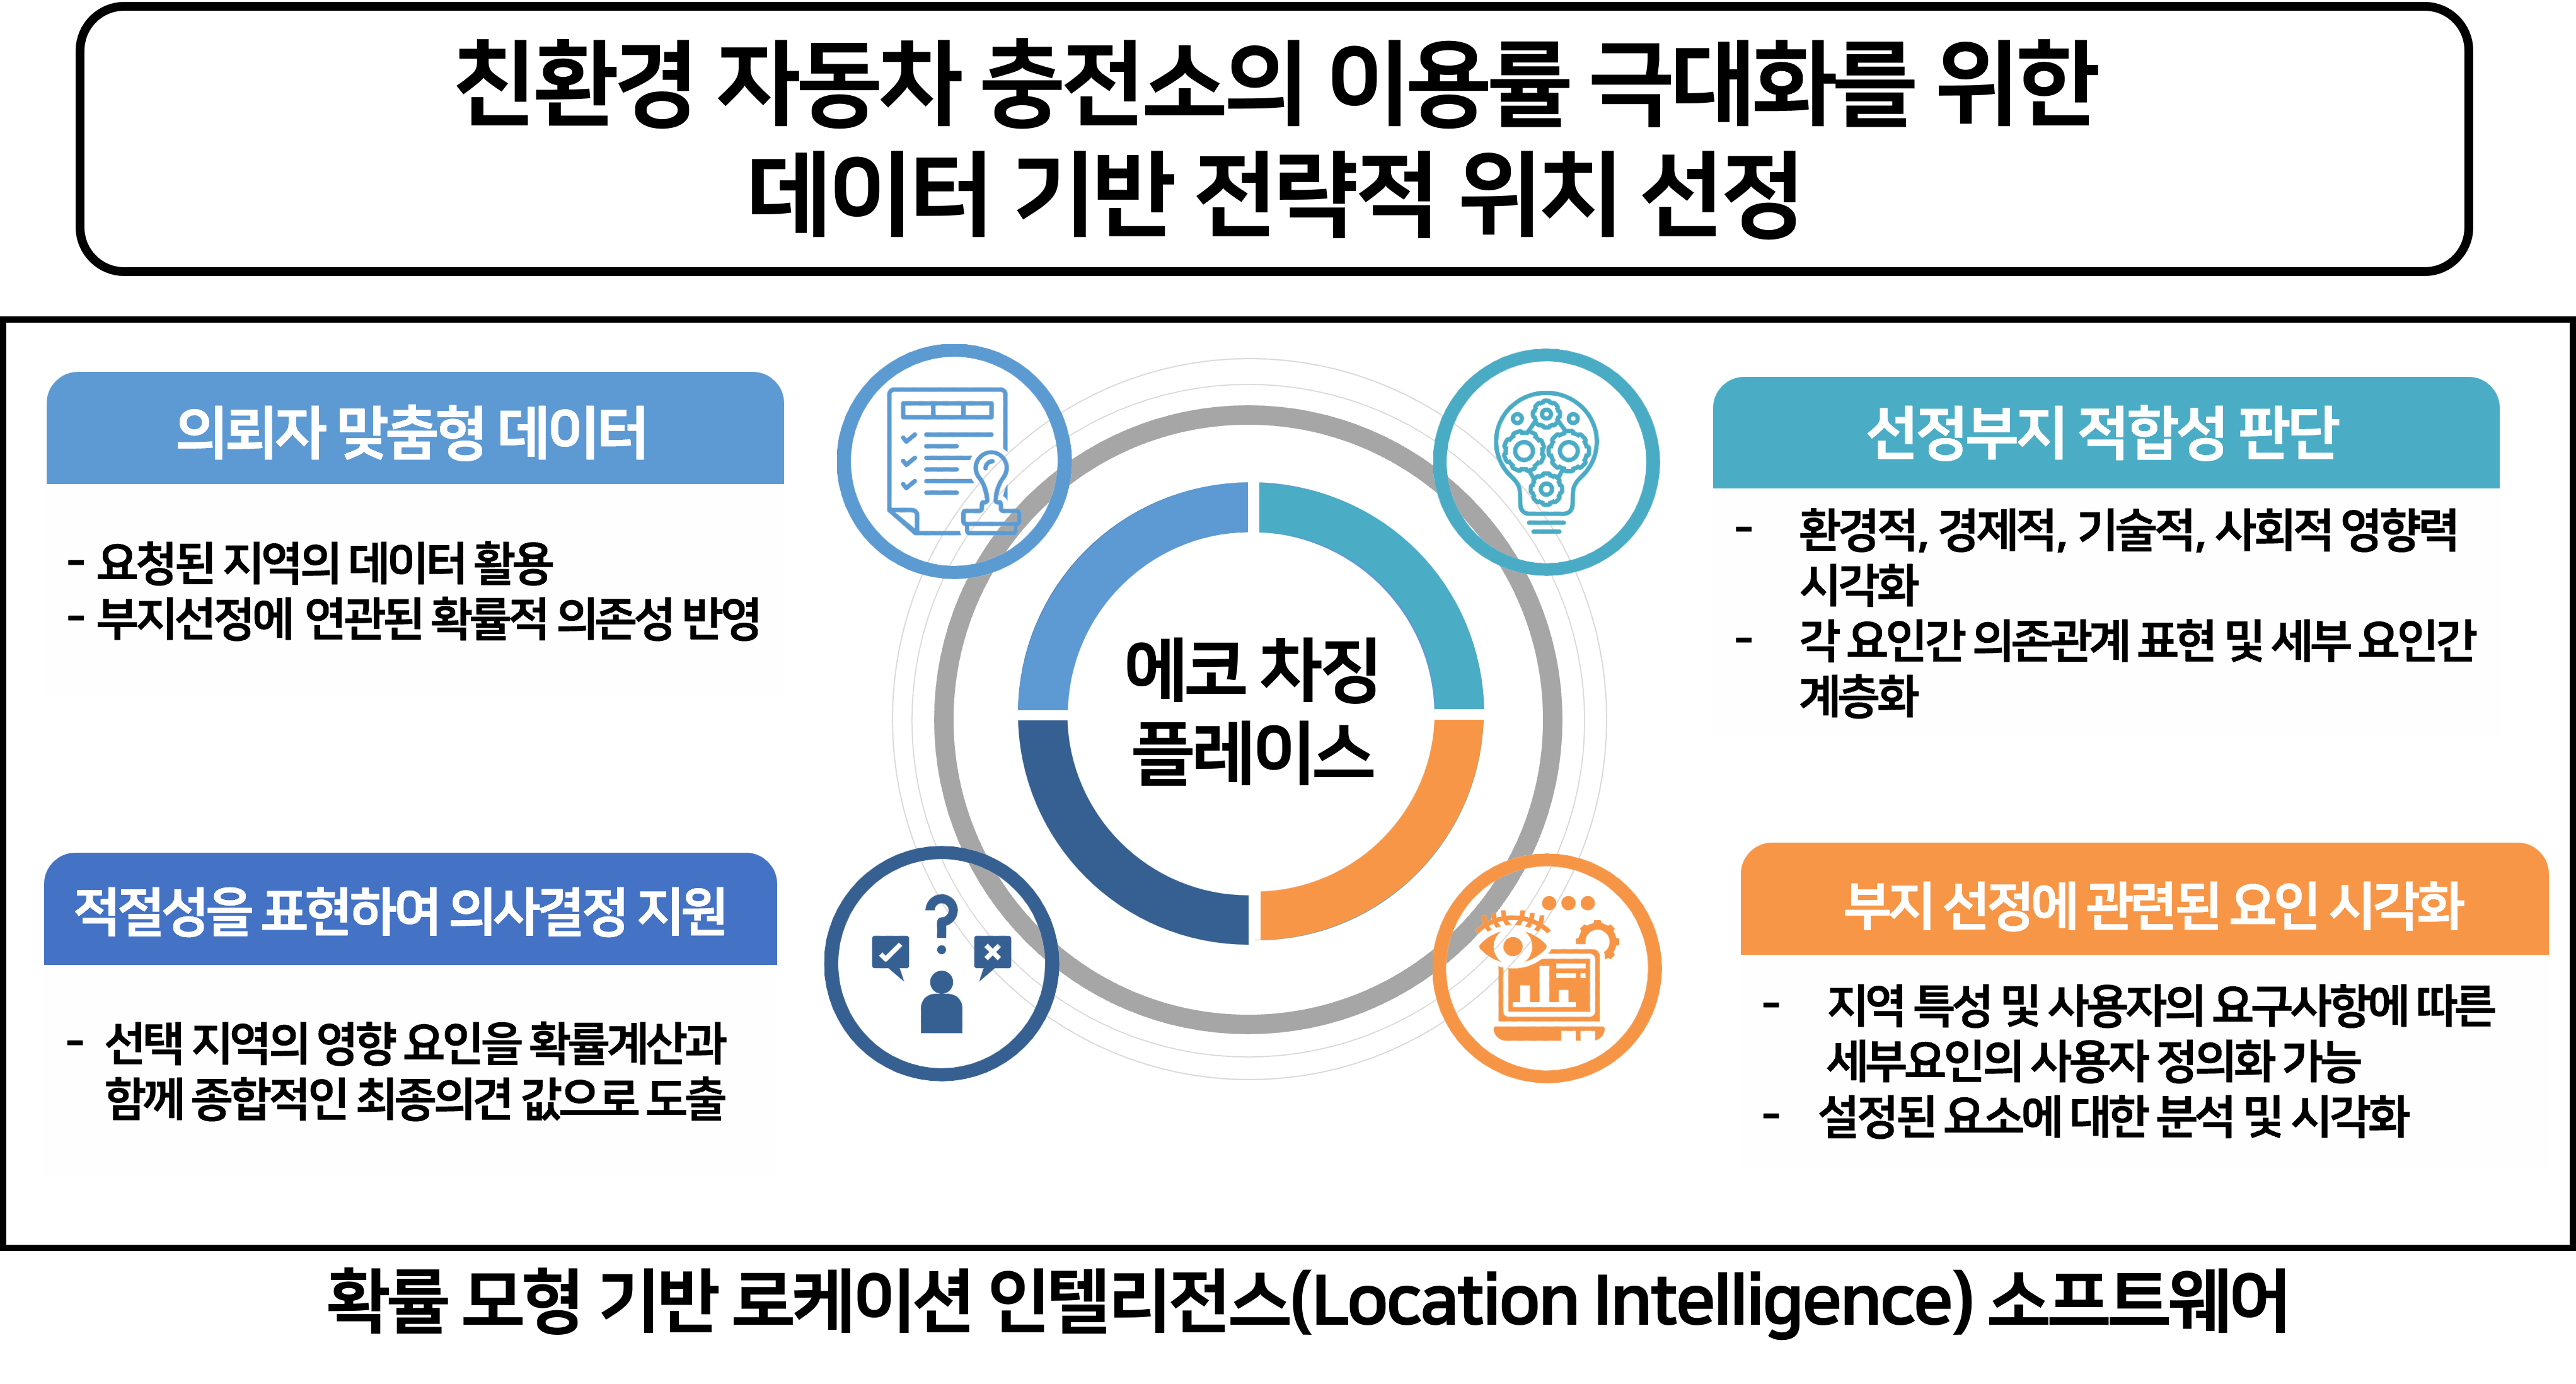 친환경 자동차 충전소의 이용률 극대화를 위한
데이터 기반 전략적 위치 선정
의뢰자 맞춤형 데이터
- 요청된 지역의 데이터 활용
- 부지선정에 연관된 확률적 의존성 반영
선정부지 적합성 판단
- 환경적, 경제적, 기술적, 사회적 영향력
시각화
- 각 요인간 의존관계 표현 및 세부 요인간
계층화
에코 차징
플레이스
적절성을 표현하여 의사결정 지원
- 선택 지역의 영향 요인을 확률계산과
함께 종합적인 최종의견 값으로 도출
부지 선정에 관련된 요인 시각화
- 지역 특성 및 사용자의 요구사항에 따른
세부요인의 사용자 정의화 가능
- 설정된 요소에 대한 분석 및 시각화
확률 모형 기반 로케이션 인텔리전스(Location Intelligence) 소프트웨어